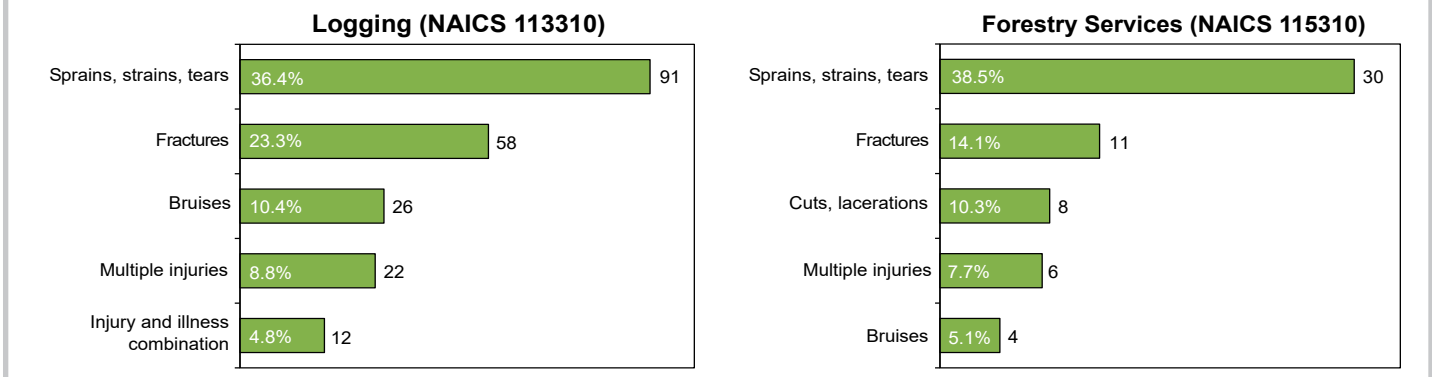 Logging (NAICS 113310)
Sprains, strains, tears 36.4% 91
Fractures 23.3% 58
Bruises 10.4% 26
Multiple injuries 8.8% 22
Injury and illness
combination 4.8% 12
Forestry Services (NAICS 115310)
Sprains, strains, tears 38.5% 30
Fractures 14.1% 11
Cuts, lacerations 10.3% 8
Multiple injuries 7.7% 6
Bruises 5.1% 4